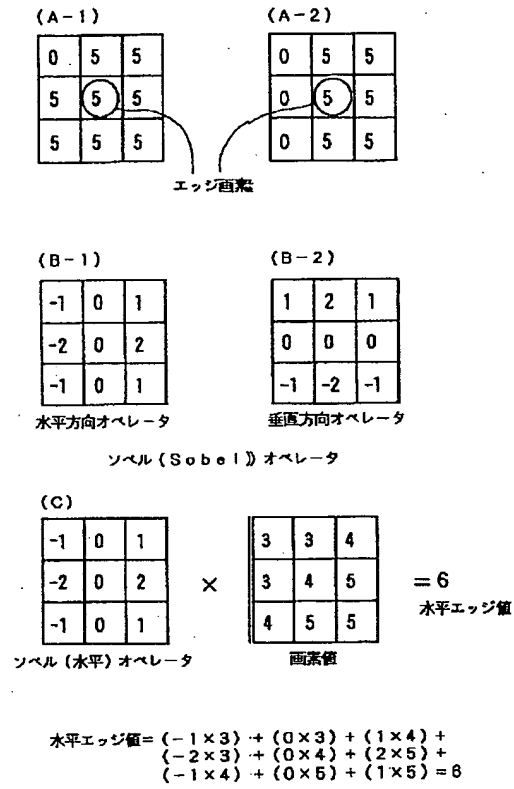 (A-1) (A-2)
0 5 5 0 5 5
5 5 5 0 5 5
5 5 5 0 5 5
エッジ画素
(B-1) (B-2)
-1 0 1 1 2 1
-2 0 2 0 0 0
-1 0 1 -1 -2 -1
水平方向オペレータ 垂直方向オペレータ
ソベル(Sobel))オペレータ
(C)
-1 0 1 3 3 4
-2 0 2 × 3 4 5 =6
-1 0 1 4 5 5 水平エッジ値
ソベル(水平)オペレータ 画素値
水平エッジ値=(-1×3)+(0×3)+(1×4)+
(-2×3)+(0×4)+(2×5)+
(-1×4)+(0×5)+(1×5)=6